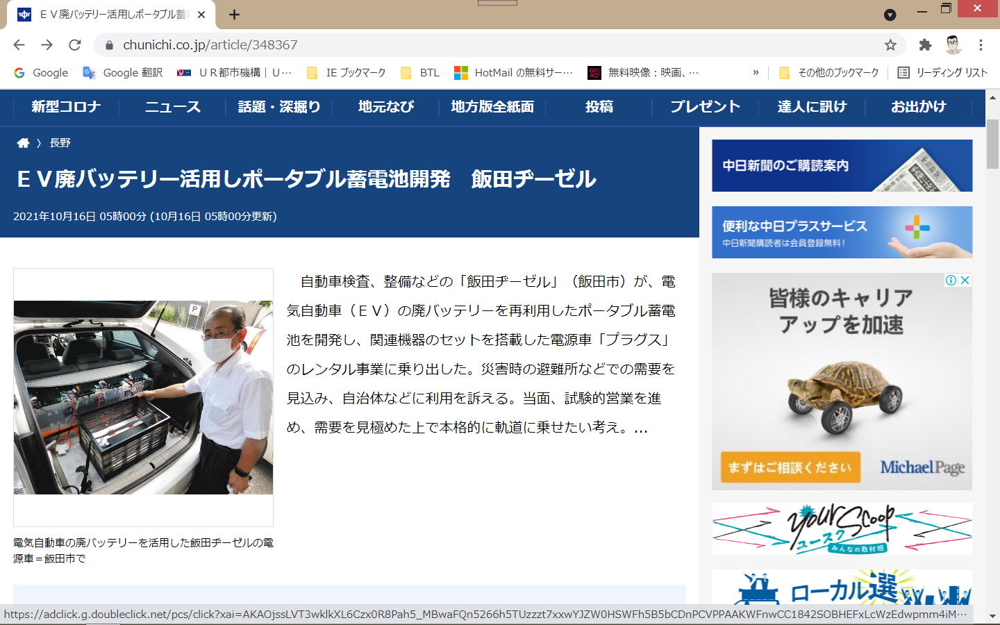 ＥＶ廃バッテリー活用しポータブル蓄
chunichi.co.jp/article/348367
Google
Google 翻訳
ＵＲ都市機構 | Ｕ…
IE ブックマーク
BTL
HotMail の無料サー…
無料映像：映画、…
»
その他のブックマーク
リーディング リスト
新型コロナ
ニュース
話題・深掘り
地元なび
地方版全紙面
投稿
プレゼント
達人に訊け
お出かけ
長野
ＥＶ廃バッテリー活用しポータブル蓄電池開発　飯田ヂーゼル
2021年10月16日 05時00分 (10月16日 05時00分更新)
自動車検査、整備などの「飯田ヂーゼル」（飯田市）が、電
気自動車（ＥＶ）の廃バッテリーを再利用したポータブル蓄電
池を開発し、関連機器のセットを搭載した電源車「プラグス」
のレンタル事業に乗り出した。災害時の避難所などでの需要を
見込み、自治体などに利用を訴える。当面、試験的営業を進
め、需要を見極めた上で本格的に軌道に乗せたい考え。...
P
電気自動車の廃バッテリーを活用した飯田ヂーゼルの電
源車＝飯田市で
中日新聞のご購読案内
便利な中日プラスサービス
中日新聞購読者は会員登録無料！
皆様のキャリア
アップを加速
まずはご相談ください
MichaelPage
Your Scoop
ユースク
みんなの取材班
ローカル選
https://adclick.g.doubleclick.net/pcs/click?xai=AKAOjssLVT3wklkXL6Czx0R8Pah5_MBwaFQn5266h5TUzzzt7xxwYJZW0HSWFh5B5bCDnPCVPPAAKWFnwCC1842SOBHEFxLcWzEdwpmm4iM…